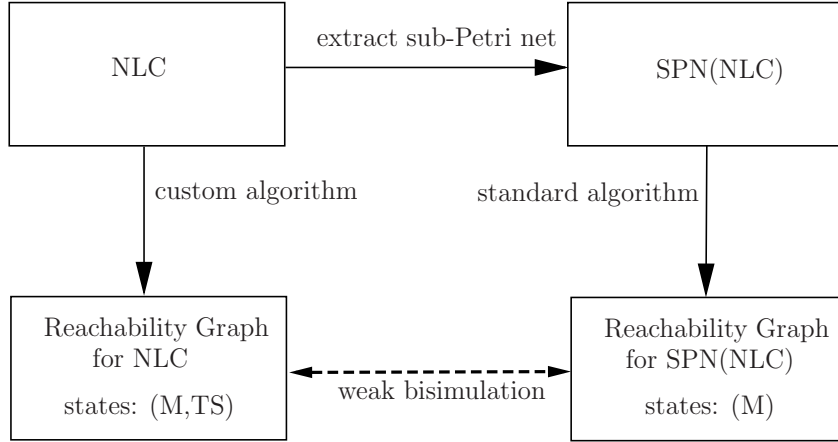 NLC
extract sub-Petri net
SPN(NLC)
custom algorithm
standard algorithm
Reachability Graph
for NLC
states: (M,TS)
weak bisimulation
Reachability Graph
for SPN(NLC)
states: (M)